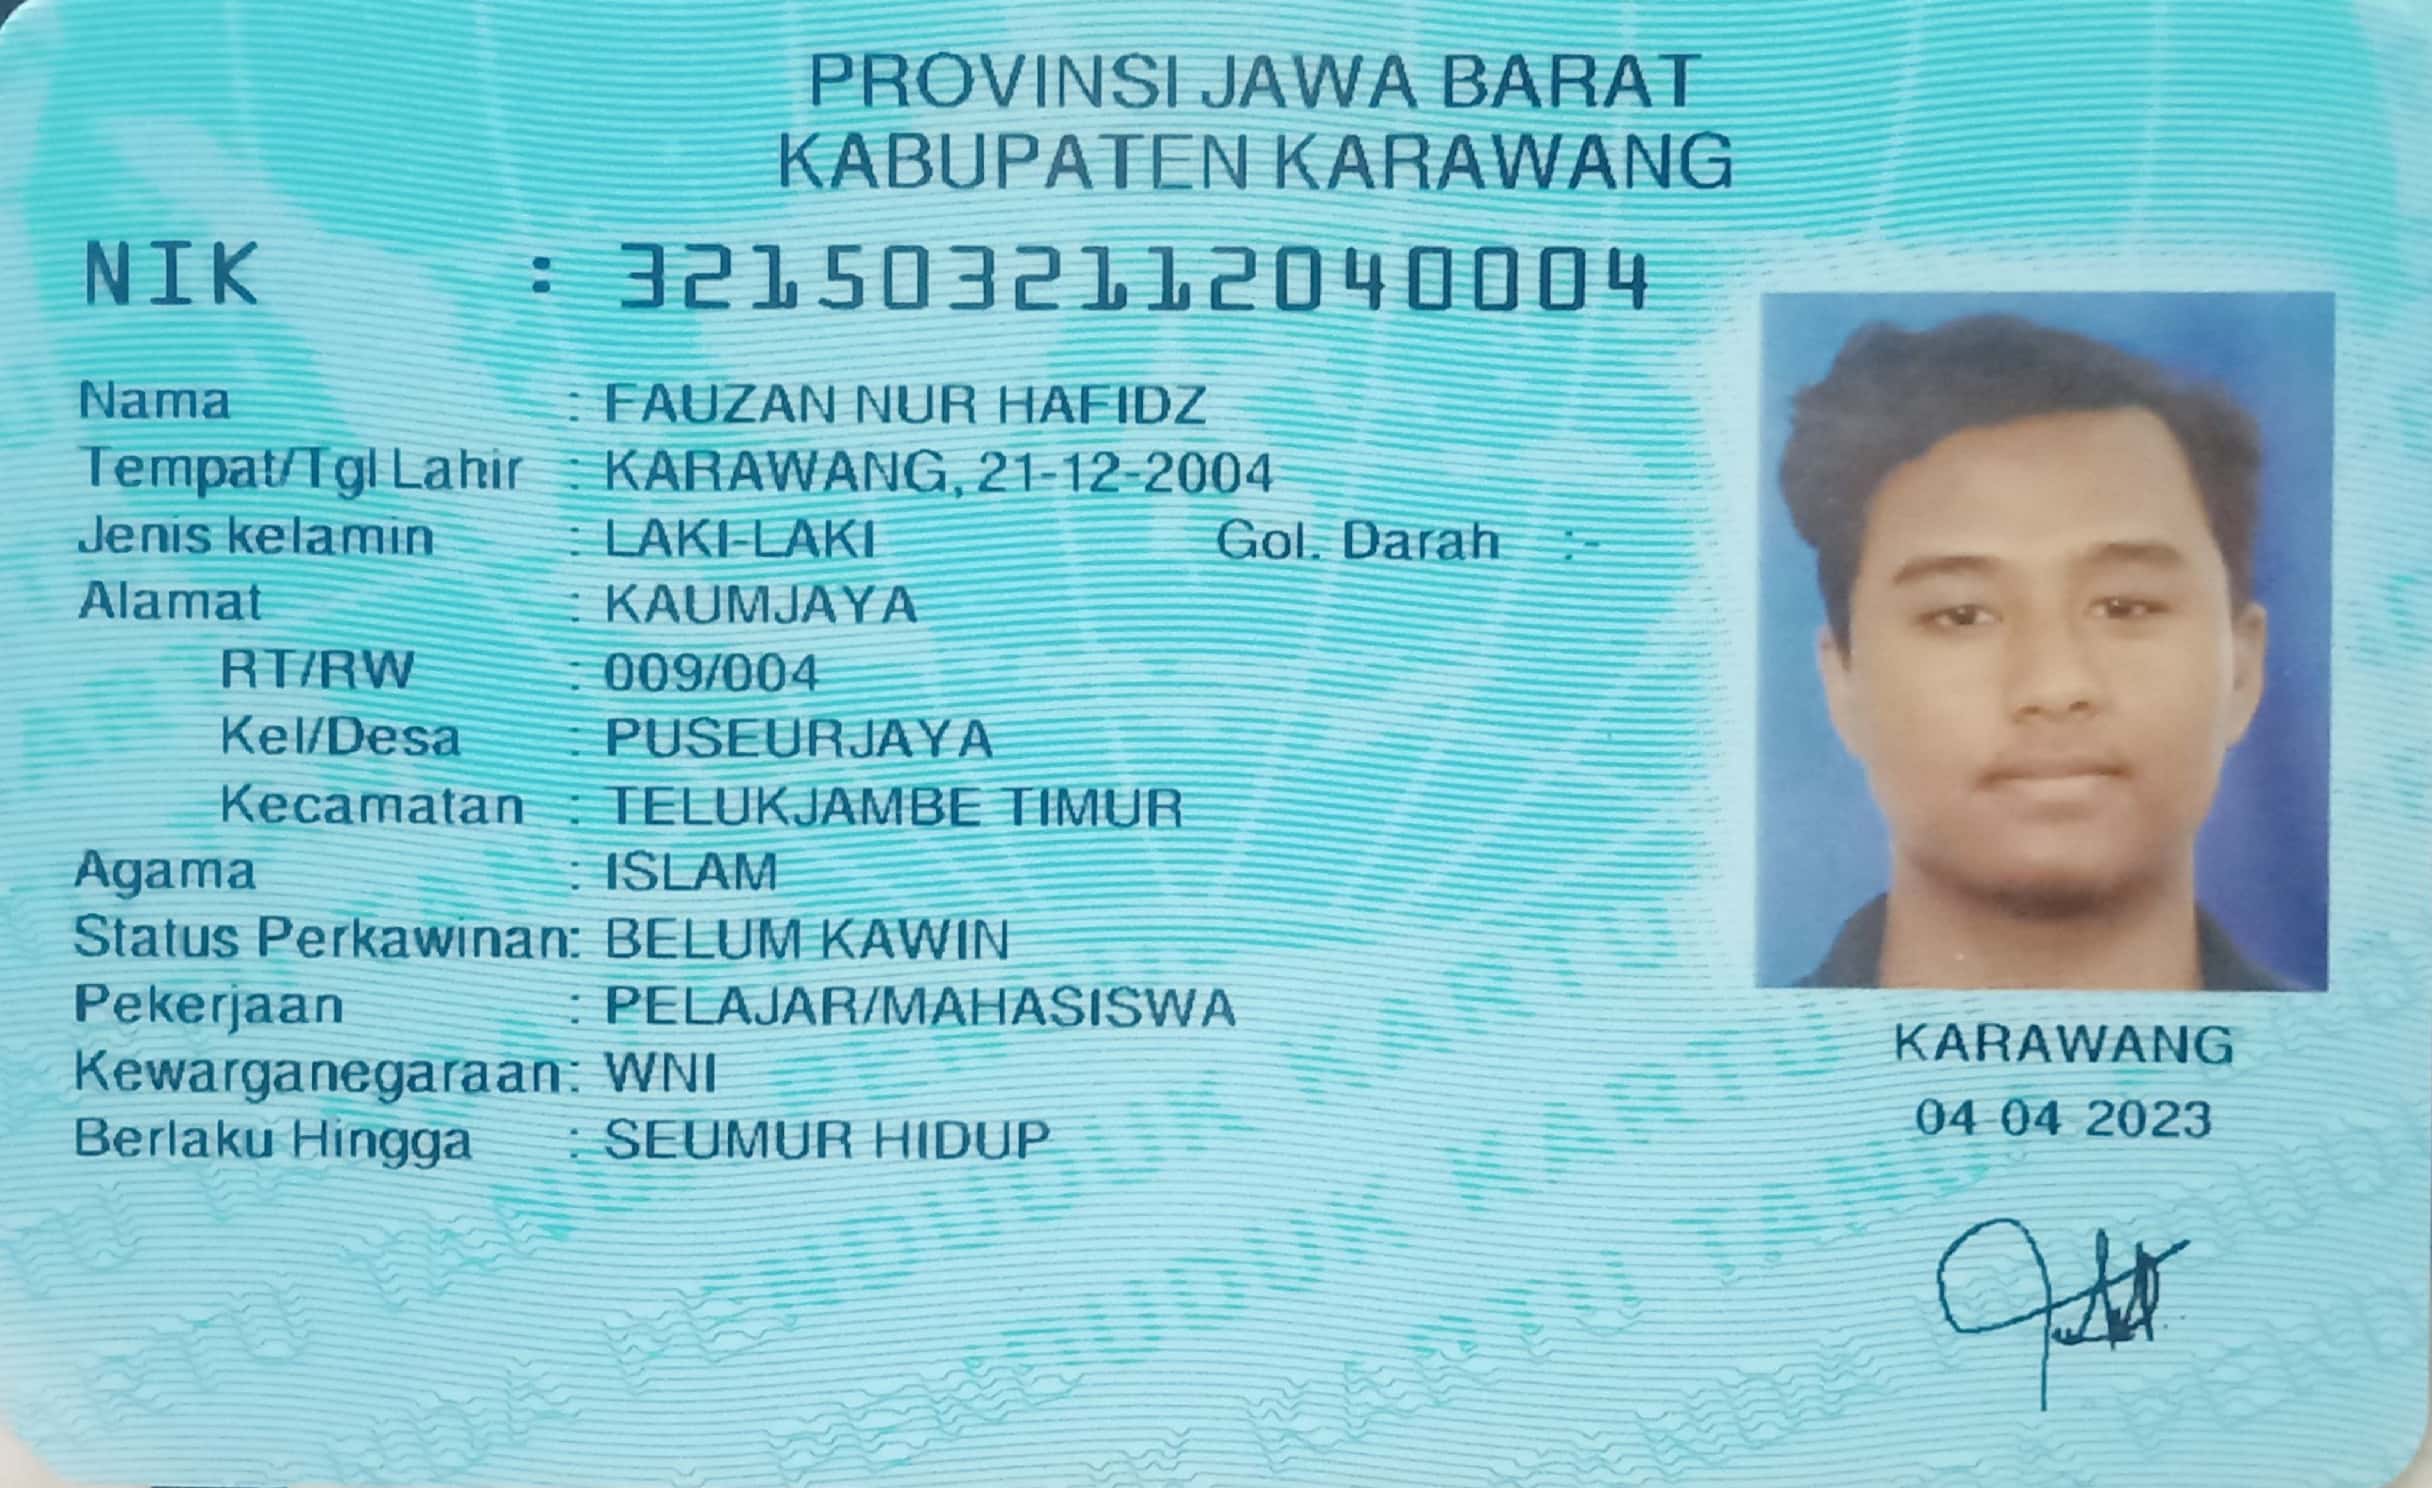 PROVINSI JAWA BARAT
KABUPATEN KARAWANG
NIK : 3215032112040004
Nama : FAUZAN NUR HAFIDZ
Tempat/Tgl Lahir : KARAWANG, 21-12-2004
Jenis kelamin : LAKI-LAKI Gol. Darah :-
Alamat : KAUMJAYA
RT/RW : 009/004
Kel/Desa : PUSEURJAYA
Kecamatan : TELUKJAMBE TIMUR
Agama : ISLAM
Status Perkawinan: BELUM KAWIN
Pekerjaan : PELAJAR/MAHASISWA
Kewarganegaraan: WNI
Berlaku Hingga : SEUMUR HIDUP
KARAWANG
04-04-2023